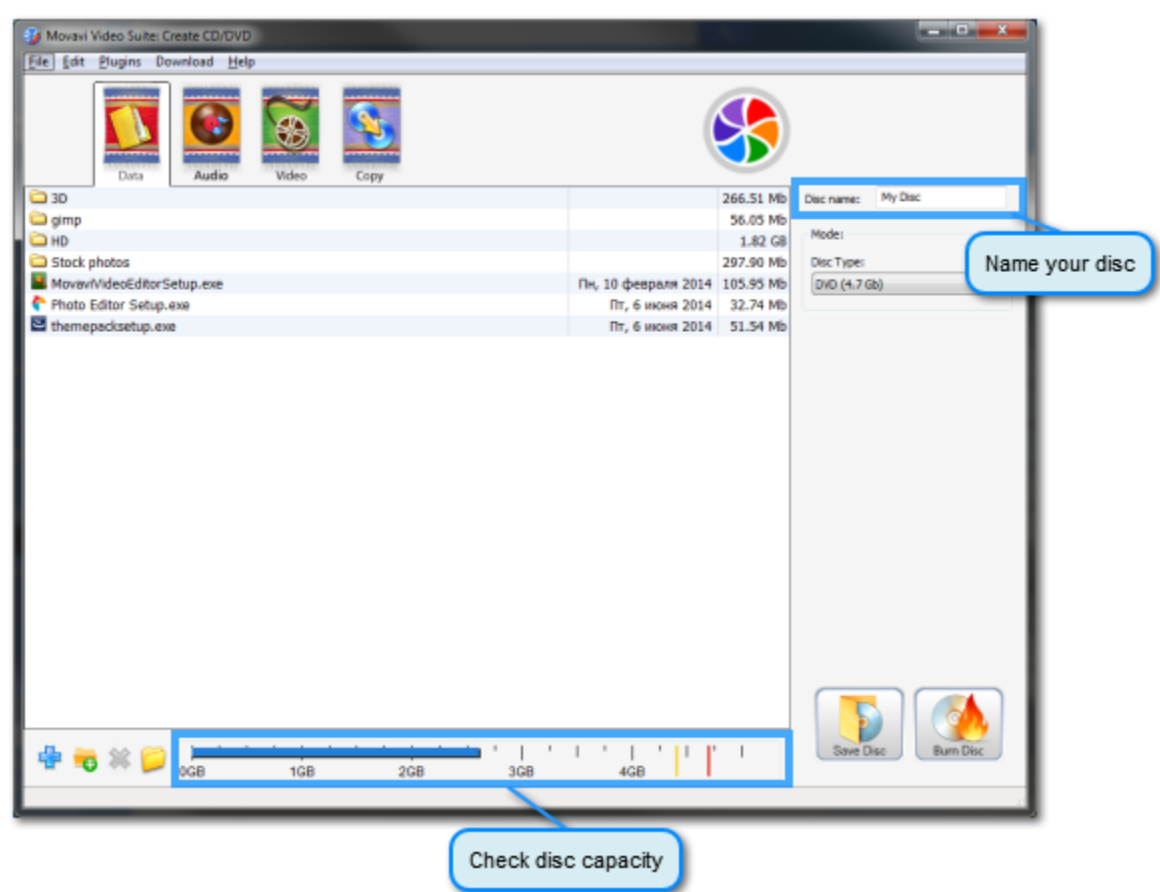 Movavi Video Suite: Create CD/DVD
File Edit Plugins Download Help
Data Audio Video Copy
3D 266.51 Mb
gimp 56.05 Mb
HD 1.82 GB
Stock photos 297.90 Mb
MovaviVideoEditorSetup.exe Пн, 10 февраля 2014 105.95 Mb
Photo Editor Setup.exe Пт, 6 июня 2014 32.74 Mb
themepacksetup.exe Пт, 6 июня 2014 51.54 Mb
Disc name: My Disc
Name your disc
Mode:
Disc Type:
DVD (4.7 Gb)
Save Disc Burn Disc
0GB 1GB 2GB 3GB 4GB
Check disc capacity